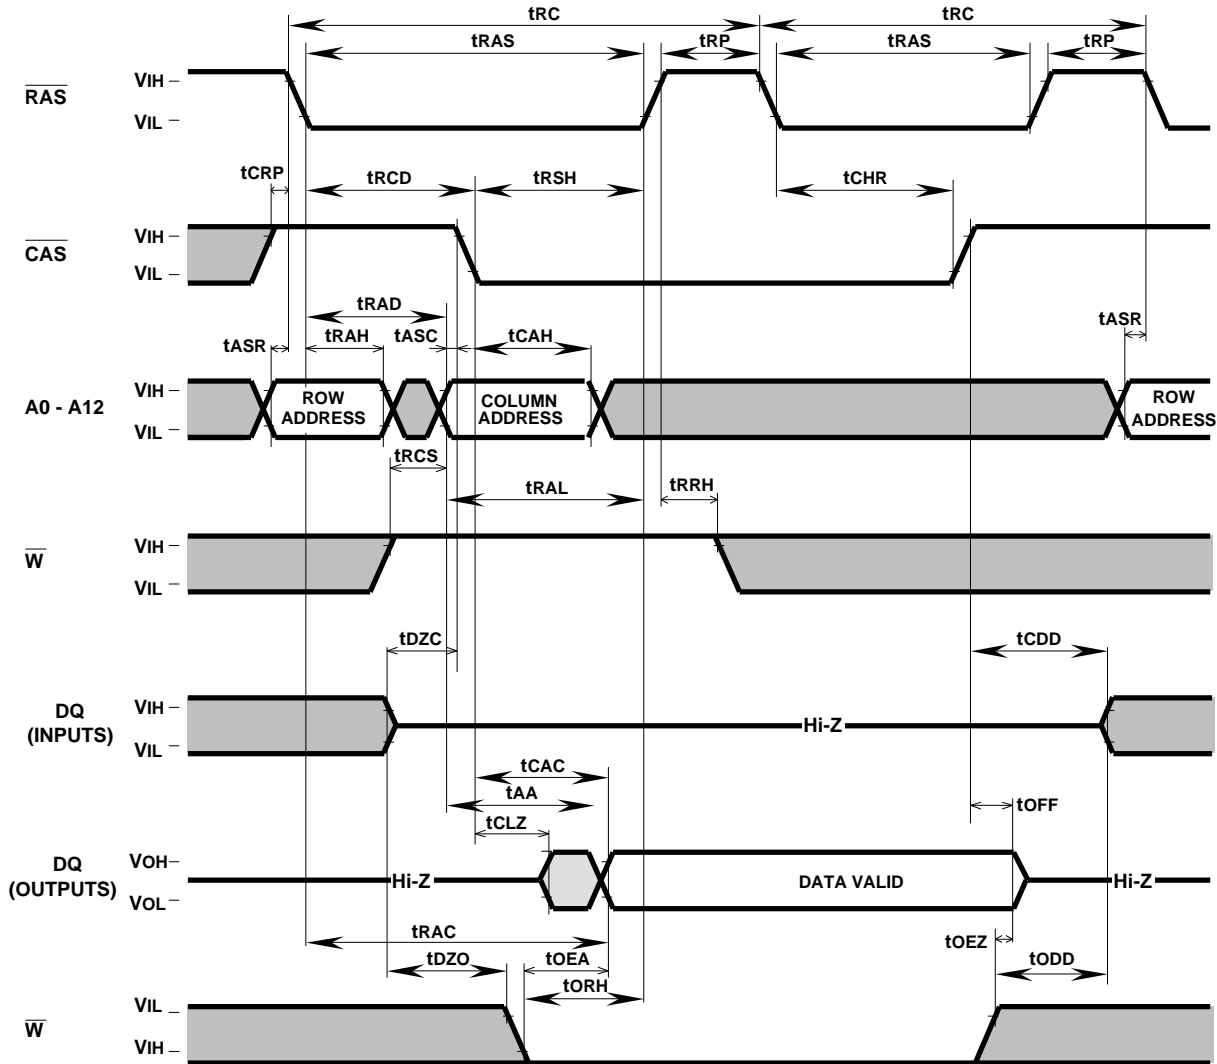 tRC tRC
tRAS tRP tRAS tRP
RAS
VIH
VIL
tCRP tRCD tRSH tCHR
CAS
VIH
VIL
tRAD
tASR tRAH tASC tCAH tASR
A0 - A12
VIH
VIL
ROW
ADDRESS
COLUMN
ADDRESS
ROW
ADDRESS
tRCS
tRAL tRRH
W
VIH
VIL
tDZC tCDD
DQ
(INPUTS)
VIH
VIL
Hi-Z
tCAC
tAA tOFF
tCLZ
DQ
(OUTPUTS)
VOH
VOL
Hi-Z DATA VALID Hi-Z
tRAC tOEZ
tDZO tOEA tODD
tORH
W
VIL
VIH